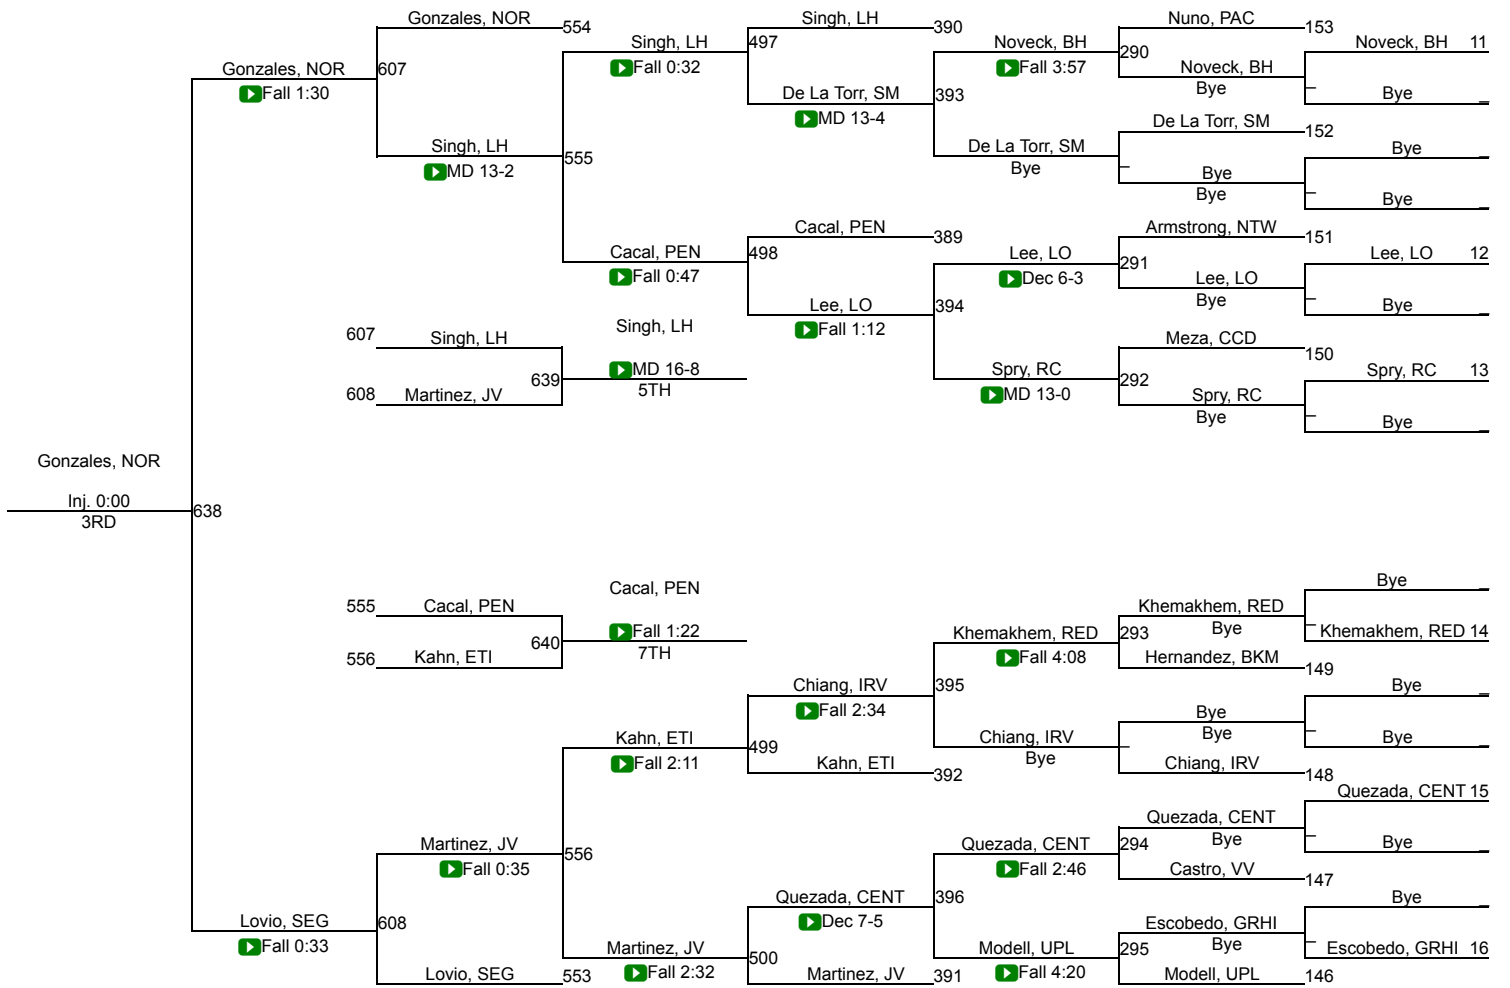 Gonzales, NOR
554
Singh, LH
390
Nuno, PAC
153
Singh, LH
497
Noveck, BH
290
Noveck, BH 11
Gonzales, NOR
607
Fall 0:32
Fall 3:57
Noveck, BH
Fall 1:30
De La Torr, SM
393
Bye
Bye
MD 13-4
De La Torr, SM
152
Singh, LH
555
De La Torr, SM
Bye
MD 13-2
Bye
Bye
Bye
Bye
Cacal, PEN
389
Armstrong, NTW
151
Cacal, PEN
498
Lee, LO
291
Lee, LO 12
Fall 0:47
Dec 6-3
Lee, LO
Lee, LO
394
Bye
Bye
607
Singh, LH
Singh, LH
Fall 1:12
Meza, CCD
150
639
MD 16-8
Spry, RC
292
Spry, RC 13
608
Martinez, JV
5TH
MD 13-0
Spry, RC
Bye
Bye
Gonzales, NOR
Inj. 0:00
638
3RD
Cacal, PEN
Bye
555
Cacal, PEN
Khemakhem, RED
640
Fall 1:22
Khemakhem, RED
293
Bye
Khemakhem, RED 14
556
Kahn, ETI
7TH
Fall 4:08
Hernandez, BKM
149
Chiang, IRV
395
Bye
Fall 2:34
Bye
Kahn, ETI
499
Chiang, IRV
Bye
Bye
Fall 2:11
Kahn, ETI
392
Bye
Chiang, IRV
148
Quezada, CENT 15
Quezada, CENT
Martinez, JV
556
Quezada, CENT
294
Bye
Bye
Fall 0:35
Fall 2:46
Castro, VV
147
Quezada, CENT
396
Bye
Lovio, SEG
608
Dec 7-5
Escobedo, GRHI
Fall 0:33
Martinez, JV
500
Modell, UPL
295
Bye
Escobedo, GRHI 16
Lovio, SEG
553
Fall 2:32
Martinez, JV
391
Fall 4:20
Modell, UPL
146